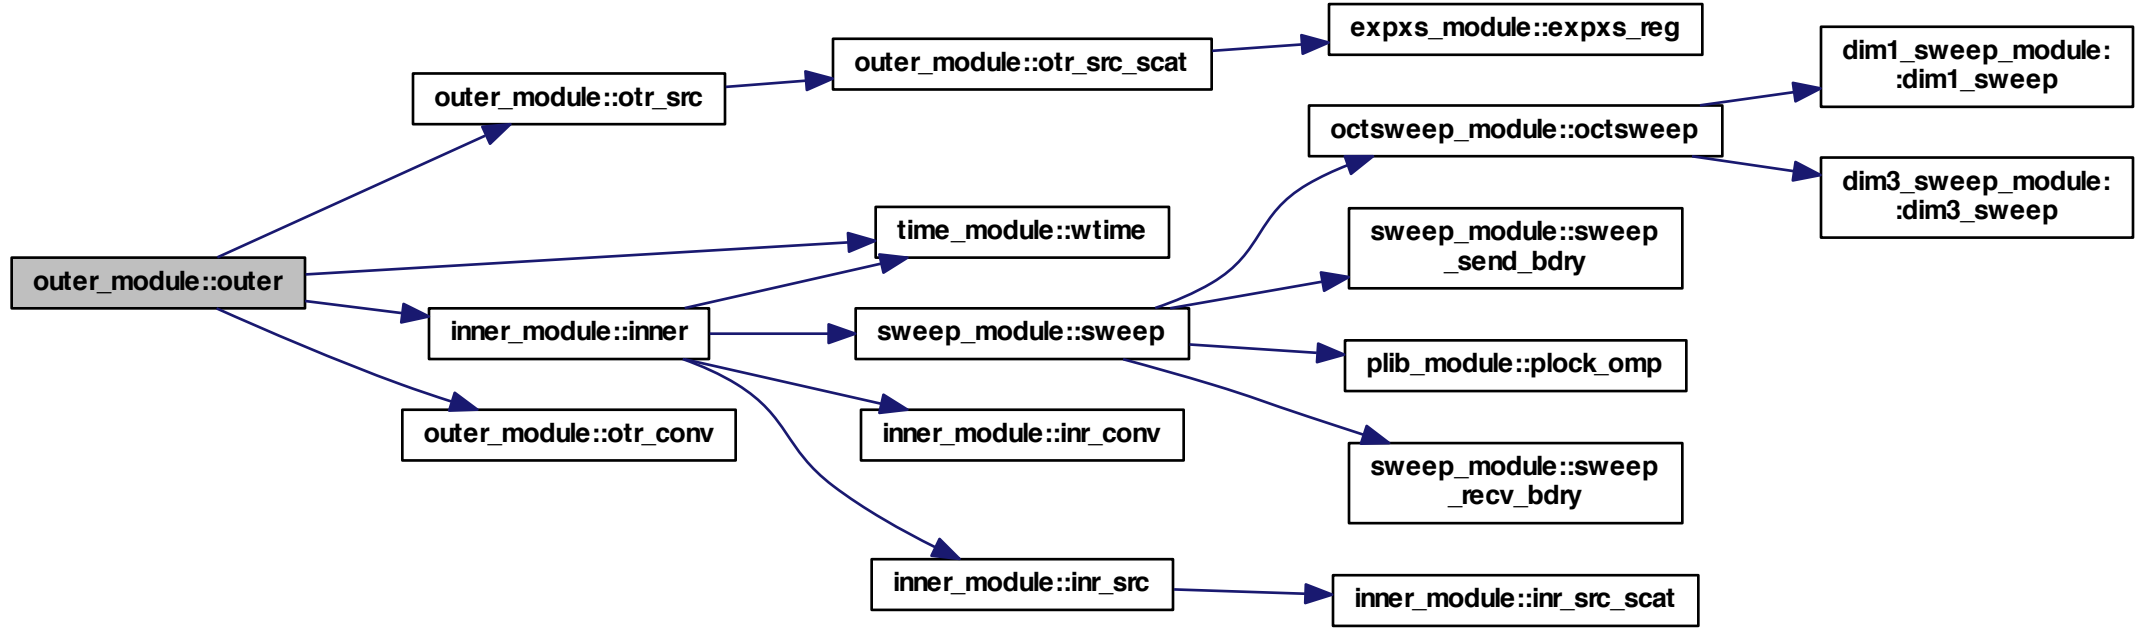 outer_module::outer
outer_module::otr_src
outer_module::otr_src_scat
expxs_module::expxs_reg
time_module::wtime
inner_module::inner
outer_module::otr_conv
sweep_module::sweep
inner_module::inr_conv
inner_module::inr_src
octsweep_module::octsweep
sweep_module::sweep
_send_bdry
plib_module::plock_omp
sweep_module::sweep
_recv_bdry
inner_module::inr_src_scat
dim1_sweep_module:
:dim1_sweep
dim3_sweep_module:
:dim3_sweep